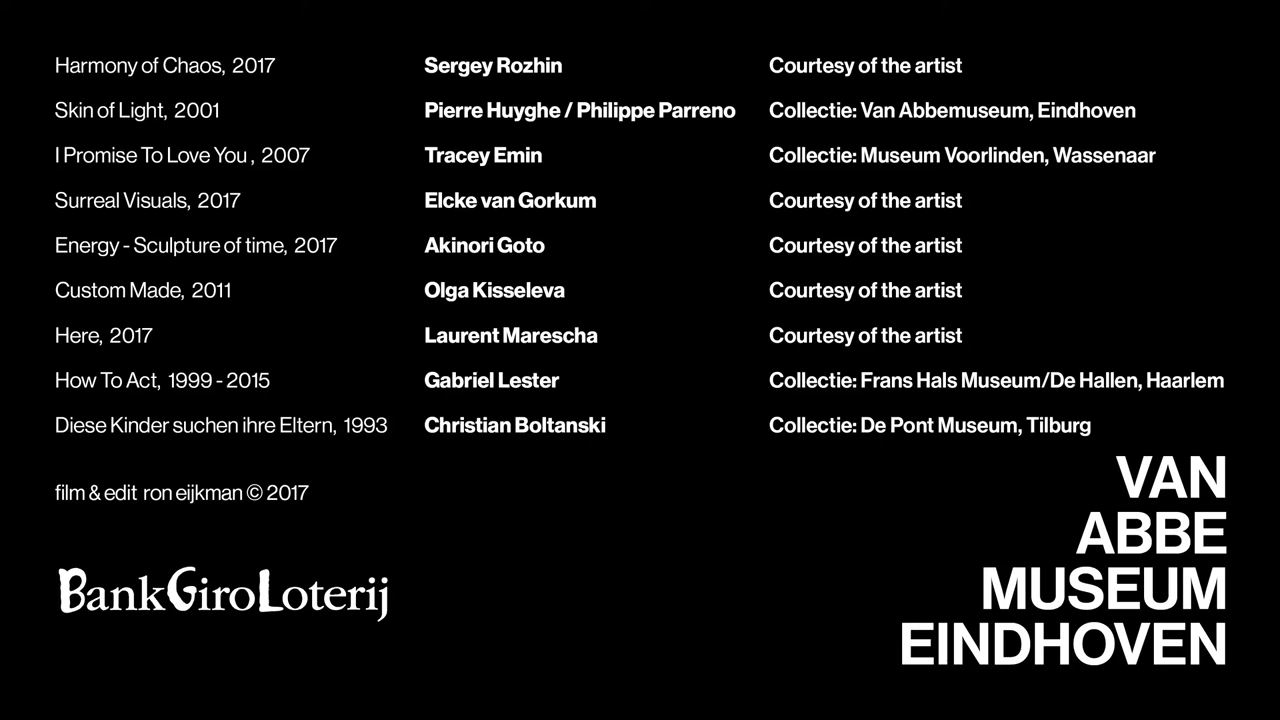 Harmony of Chaos, 2017 Sergey Rozhin Courtesy of the artist
Skin of Light, 2001 Pierre Huyghe / Philippe Parreno Collectie: Van Abbemuseum, Eindhoven
I Promise To Love You , 2007 Tracey Emin Collectie: Museum Voorlinden, Wassenaar
Surreal Visuals, 2017 Elcke van Gorkum Courtesy of the artist
Energy - Sculpture of time, 2017 Akinori Goto Courtesy of the artist
Custom Made, 2011 Olga Kisseleva Courtesy of the artist
Here, 2017 Laurent Marescha Courtesy of the artist
How To Act, 1999 - 2015 Gabriel Lester Collectie: Frans Hals Museum/De Hallen, Haarlem
Diese Kinder suchen ihre Eltern, 1993 Christian Boltanski Collectie: De Pont Museum, Tilburg
film & edit ron eijkman © 2017
BankGiroLoterij
VAN
ABBE
MUSEUM
EINDHOVEN